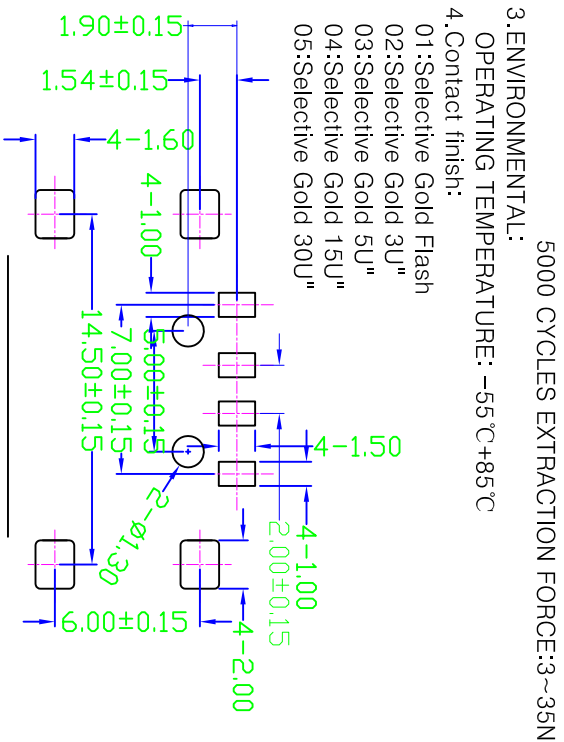 5000 CYCLES EXTRACTION FORCE:3~35N
3.ENVIRONMENTAL:
OPERATING TEMPERATURE: -55℃+85℃
4.Contact finish:
01:Selective Gold Flash
02:Selective Gold 3U"
03:Selective Gold 5U"
04:Selective Gold 15U"
05:Selective Gold 30U"
1.90±0.15
1.54±0.15
4-1.60
4-1.00
5.00±0.15
7.00±0.15
14.50±0.15
4-1.50
4-1.00
2.00±0.15
2-ø1.30
6.00±0.15
4-2.00